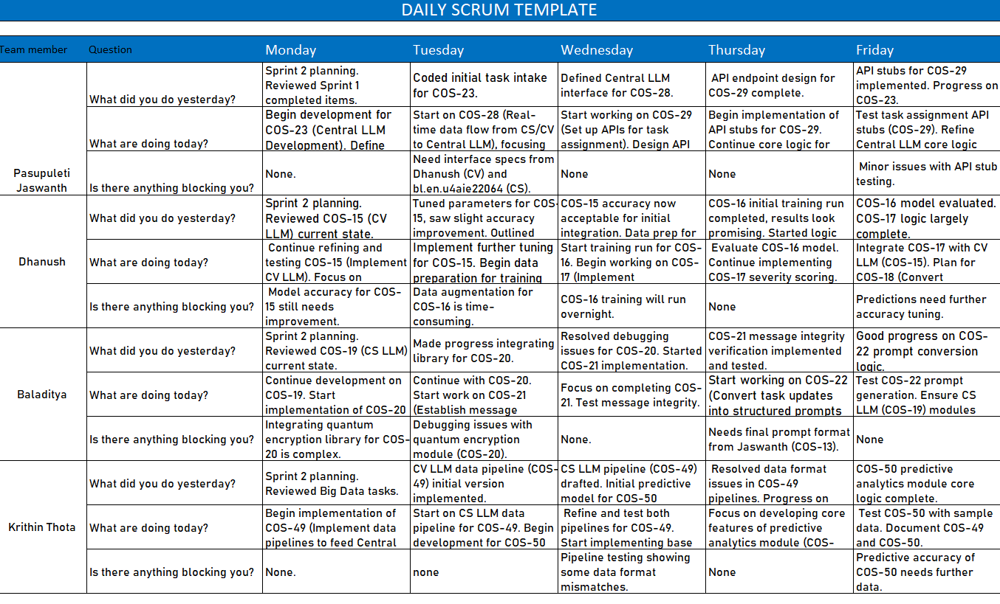 DAILY SCRUM TEMPLATE
Team member Question Monday Tuesday Wednesday Thursday Friday
Pasupuleti
Jaswanth
What did you do yesterday?
Sprint 2 planning.
Reviewed Sprint 1
completed items.
Coded initial task intake
for COS-23.
Defined Central LLM
interface for COS-28.
API endpoint design for
COS-29 complete.
API stubs for COS-29
implemented. Progress on
COS-23.
What are doing today?
Begin development for
COS-23 (Central LLM
Development). Define
Start on COS-28 (Real-
time data flow from CS/CV
to Central LLM), focusing
Start working on COS-29
(Set up APIs for task
assignment). Design API
Begin implementation of
API stubs for COS-29.
Continue core logic for
Test task assignment API
stubs (COS-29). Refine
Central LLM core logic
Is there anything blocking you?
None.
Need interface specs from
Dhanush (CV) and
bl.en.u4aie22064 (CS).
None
None
Minor issues with API stub
testing.
Dhanush
What did you do yesterday?
Sprint 2 planning.
Reviewed COS-15 (CV
LLM) current state.
Tuned parameters for COS-
15, saw slight accuracy
improvement. Outlined
COS-15 accuracy now
acceptable for initial
integration. Data prep for
COS-16 initial training run
completed, results look
promising. Started logic
COS-16 model evaluated.
COS-17 logic largely
complete.
What are doing today?
Continue refining and
testing COS-15 (Implement
CV LLM). Focus on
Implement further tuning
for COS-15. Begin data
preparation for training
Start training run for COS-
16. Begin working on COS-
17 (Implement
Evaluate COS-16 model.
Continue implementing
COS-17 severity scoring.
Integrate COS-17 with CV
LLM (COS-15). Plan for
COS-18 (Convert
Is there anything blocking you?
Model accuracy for COS-
15 still needs
improvement.
Data augmentation for
COS-16 is time-
consuming.
COS-16 training will run
overnight.
None
Predictions need further
accuracy tuning.
Baladitya
What did you do yesterday?
Sprint 2 planning.
Reviewed COS-19 (CS LLM)
current state.
Made progress integrating
library for COS-20.
Resolved debugging
issues for COS-20. Started
COS-21 implementation.
COS-21 message integrity
verification implemented
and tested.
Good progress on COS-
22 prompt conversion
logic.
What are doing today?
Continue development on
COS-19. Start
implementation of COS-20
Continue with COS-20.
Start work on COS-21
(Establish message
Focus on completing COS-
21. Test message integrity.
Start working on COS-22
(Convert task updates
into structured prompts
Test COS-22 prompt
generation. Ensure CS
LLM (COS-19) modules
Is there anything blocking you?
Integrating quantum
encryption library for COS-
20 is complex.
Debugging issues with
quantum encryption
module (COS-20).
None.
Needs final prompt format
from Jaswanth (COS-13).
None
Krithin Thota
What did you do yesterday?
Sprint 2 planning.
Reviewed Big Data tasks.
CV LLM data pipeline (COS-
49) initial version
implemented.
CS LLM pipeline (COS-49)
drafted. Initial predictive
model for COS-50
Resolved data format
issues in COS-49
pipelines. Progress on
COS-50 predictive
analytics module core
logic complete.
What are doing today?
Begin implementation of
COS-49 (Implement data
pipelines to feed Central
Start on CS LLM data
pipeline for COS-49. Begin
development for COS-50
Refine and test both
pipelines for COS-49.
Start implementing base
Focus on developing core
features of predictive
analytics module (COS-
Test COS-50 with sample
data. Document COS-49
and COS-50.
Is there anything blocking you?
None.
none
Pipeline testing showing
some data format
mismatches.
None
Predictive accuracy of
COS-50 needs further
data.